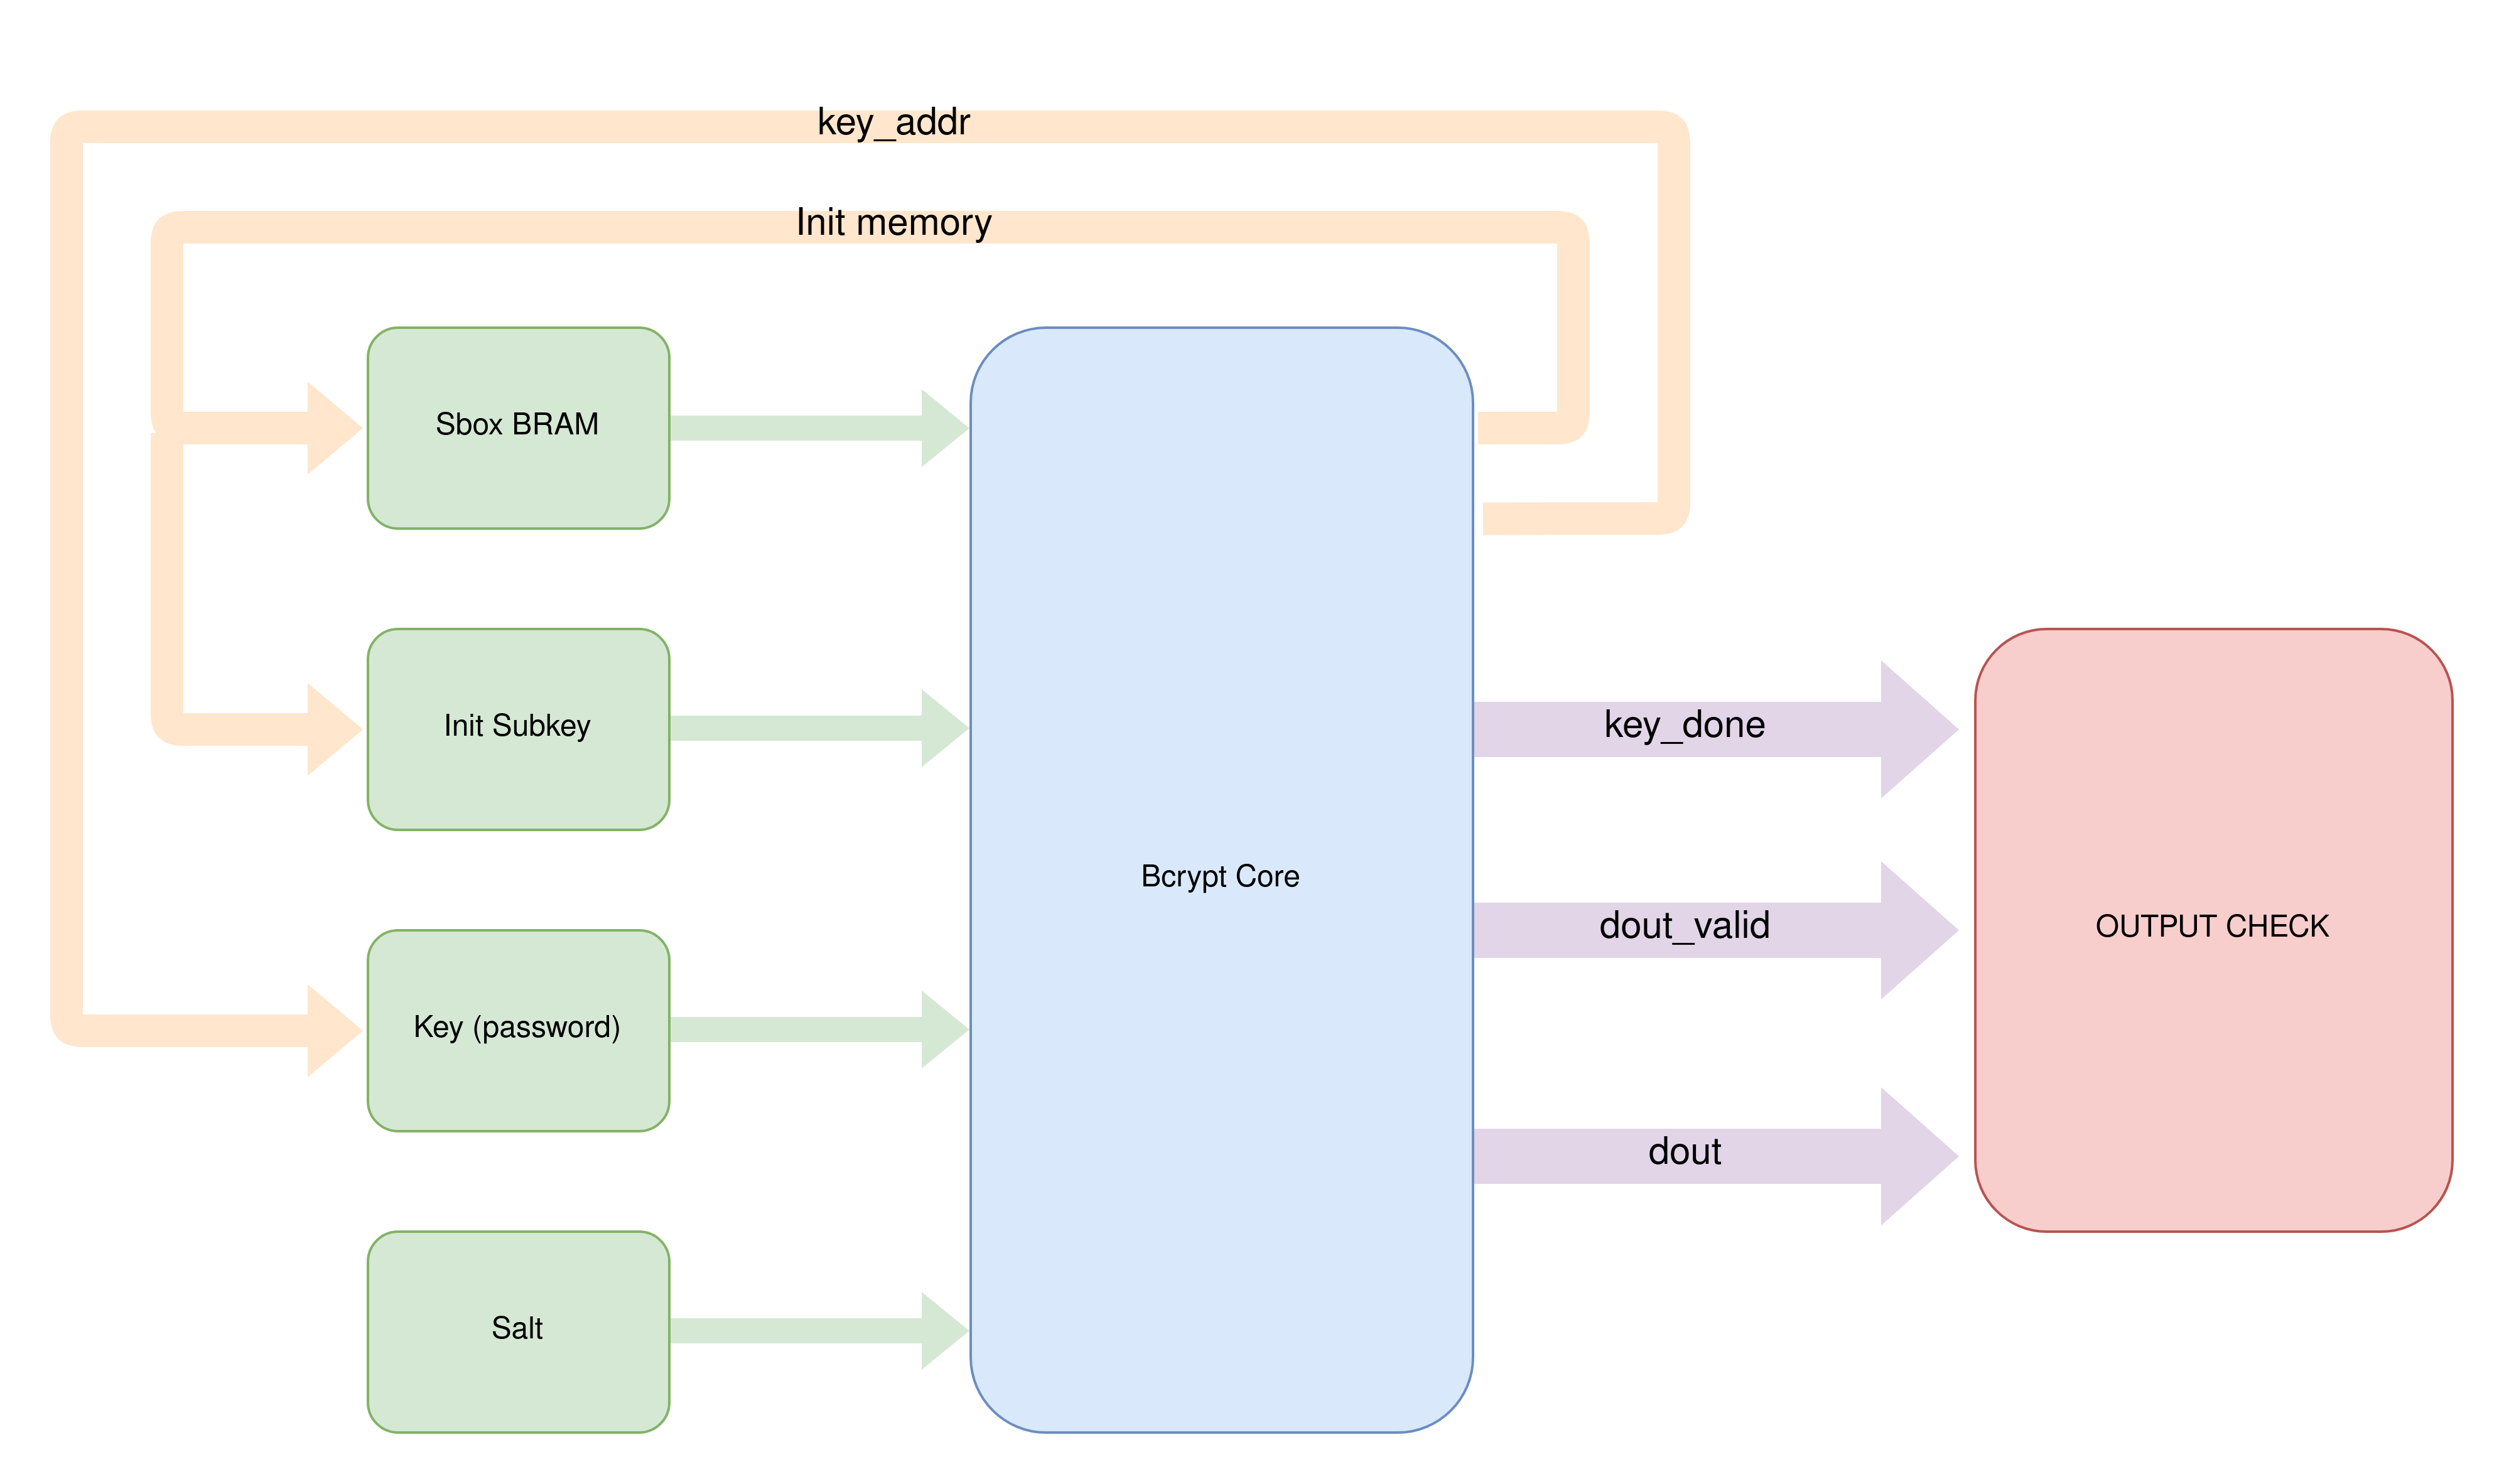 key_addr
Init memory
Sbox BRAM
Init Subkey
key_done
Bcrypt Core
dout_valid
OUTPUT CHECK
Key (password)
dout
Salt